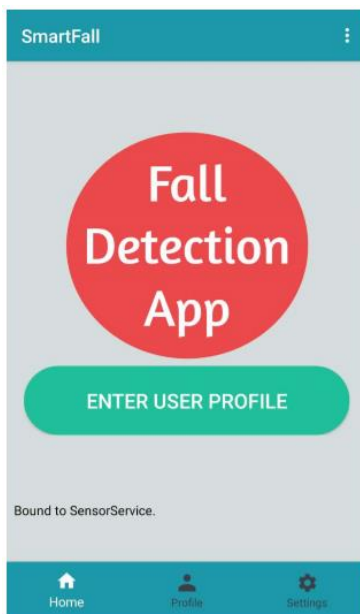 SmartFall
Fall
Detection
App
ENTER USER PROFILE
Bound to SensorService.
Home Profile Settings